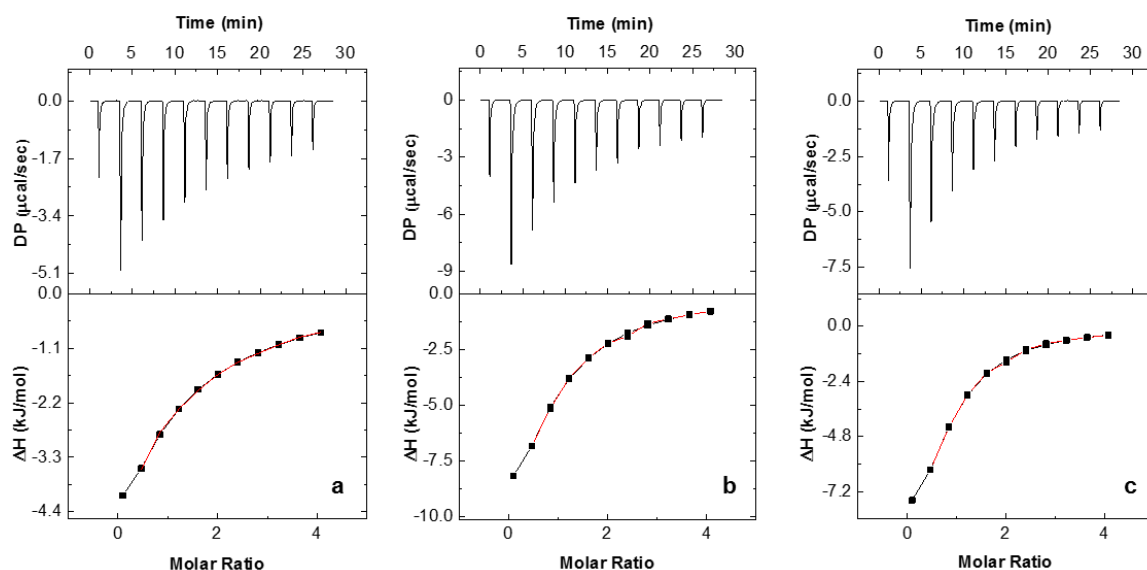 Time (min)
0 5 10 15 20 25 30
0.0
-1.7
-3.4
-5.1
DP (µcal/sec)
0.0
-1.1
-2.2
-3.3
-4.4
ΔH (kJ/mol)
a
0 2 4
Molar Ratio
Time (min)
0 5 10 15 20 25 30
0
-3
-6
-9
DP (µcal/sec)
0.0
-2.5
-5.0
-7.5
-10.0
ΔH (kJ/mol)
b
0 2 4
Molar Ratio
Time (min)
0 5 10 15 20 25 30
0.0
-2.5
-5.0
-7.5
DP (µcal/sec)
0.0
-2.4
-4.8
-7.2
ΔH (kJ/mol)
c
0 2 4
Molar Ratio